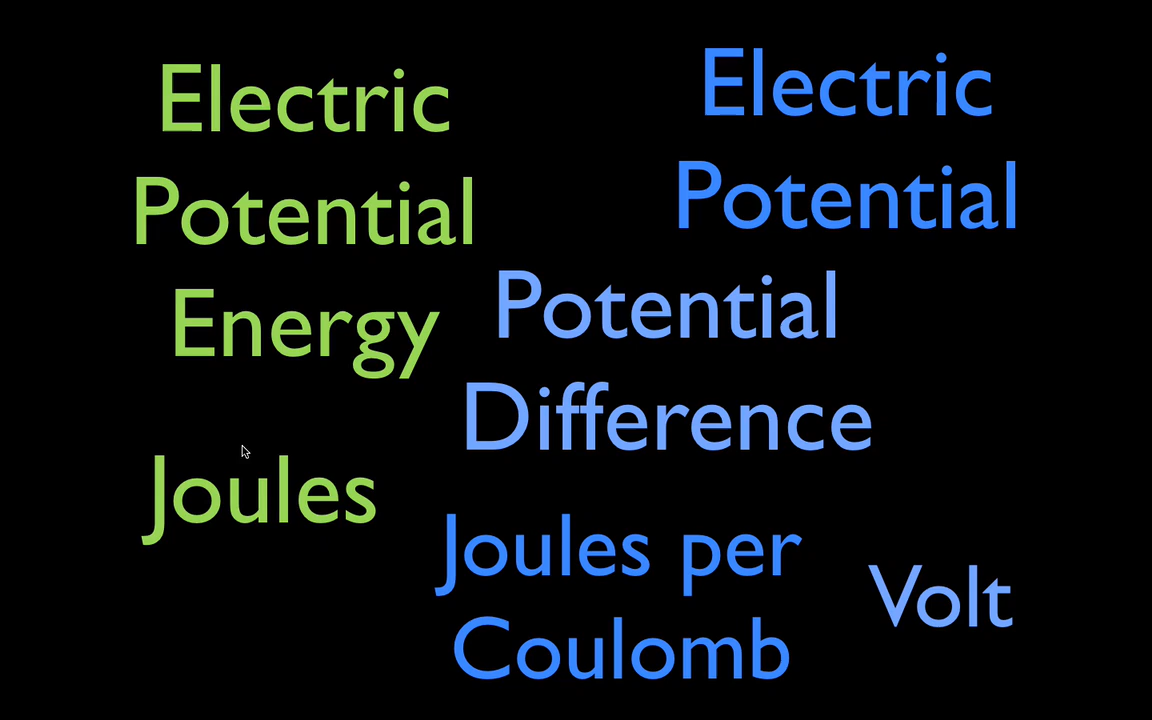 Electric
Potential
Energy
Joules
Electric
Potential
Potential
Difference
Joules per
Coulomb
Volt